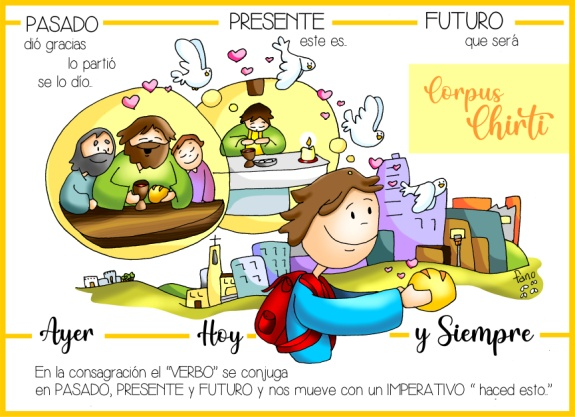 PASADO
dió gracias
lo partió
se lo dío..
PRESENTE
este es..
FUTURO
que será
Corpus
Chirti
fano
Ayer
Hoy
y Siempre
En la consagración el "VERBO" se conjuga
en PASADO, PRESENTE y FUTURO y nos mueve con un IMPERATIVO " haced esto."